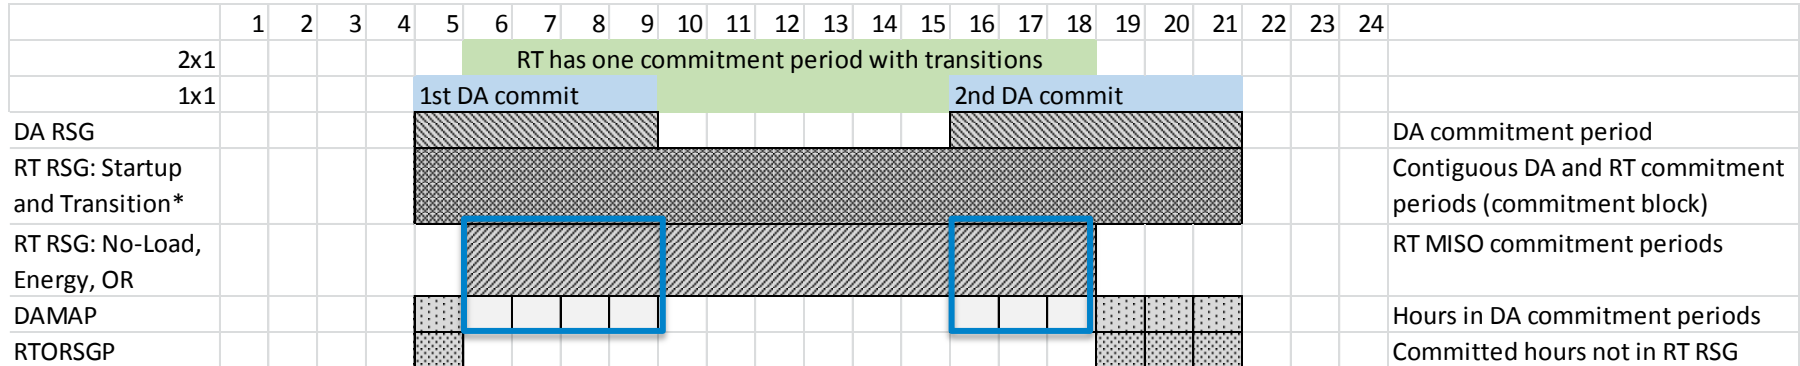 1 2 3 4 5 6 7 8 9 10 11 12 13 14 15 16 17 18 19 20 21 22 23 24
2x1 RT has one commitment period with transitions
1x1 1st DA commit 2nd DA commit
DA RSG DA commitment period
RT RSG: Startup Contiguous DA and RT commitment
and Transition* periods (commitment block)
RT RSG: No-Load, RT MISO commitment periods
Energy, OR
DAMAP Hours in DA commitment periods
RTORSGP Committed hours not in RT RSG